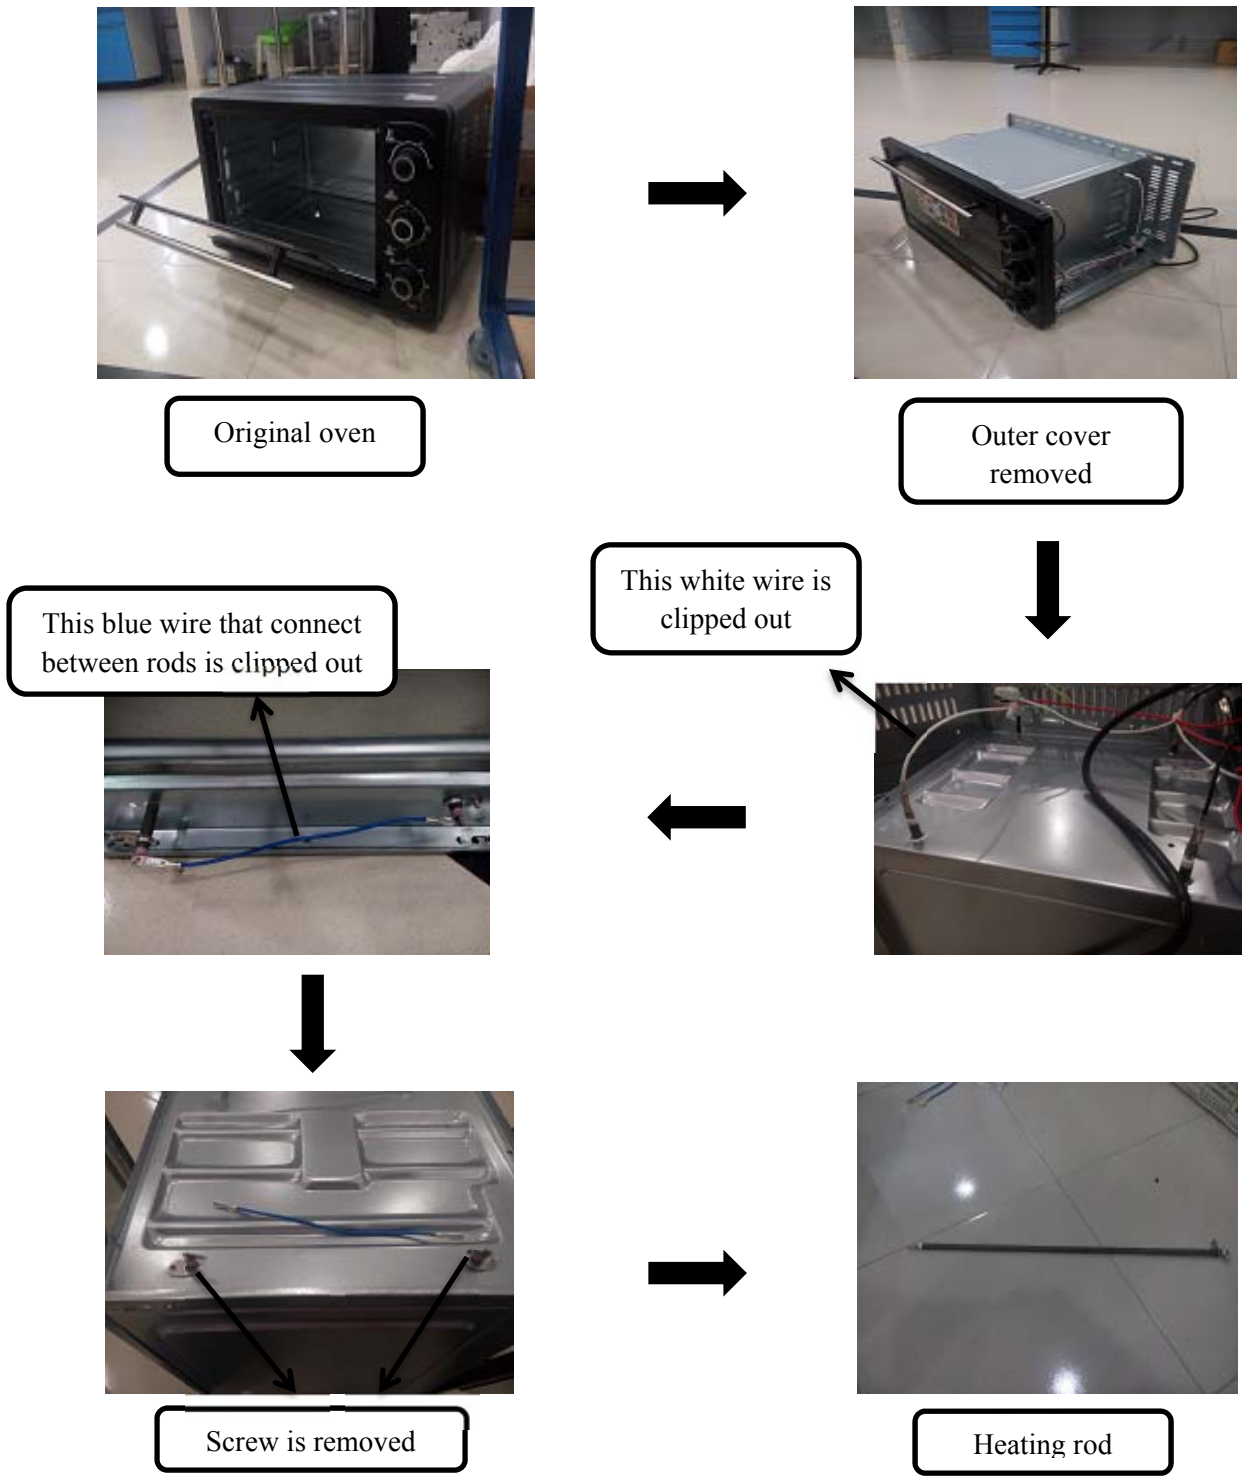 Original oven
Outer cover
removed
This white wire is
clipped out
This blue wire that connect
between rods is clipped out
Screw is removed
Heating rod